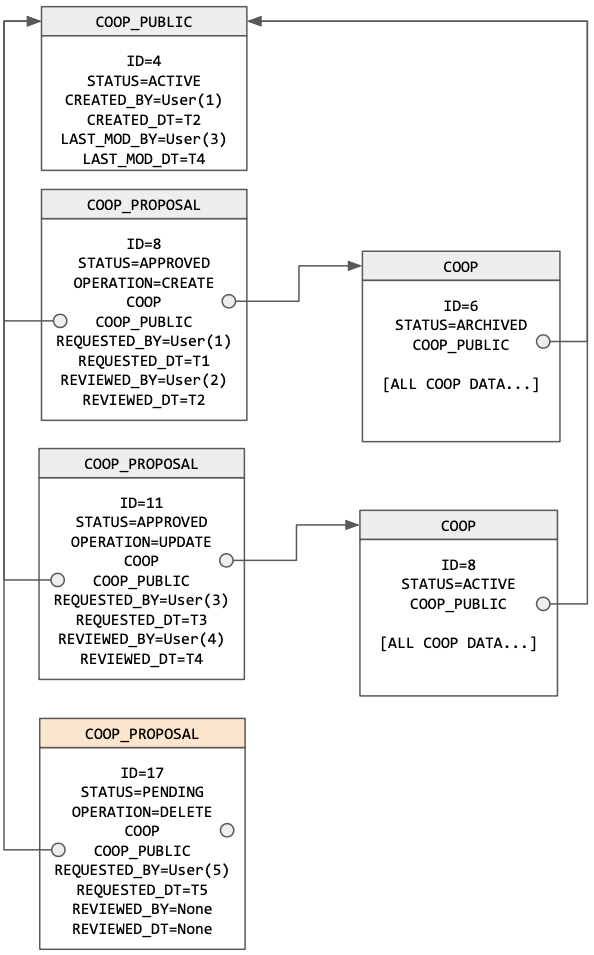 COOP_PUBLIC
ID=4
STATUS=ACTIVE
CREATED_BY=User(1)
CREATED_DT=T2
LAST_MOD_BY=User(3)
LAST_MOD_DT=T4
COOP_PROPOSAL
ID=8
STATUS=APPROVED
OPERATION=CREATE
COOP
COOP_PUBLIC
REQUESTED_BY=User(1)
REQUESTED_DT=T1
REVIEWED_BY=User(2)
REVIEWED_DT=T2
COOP
ID=6
STATUS=ARCHIVED
COOP_PUBLIC
[ALL COOP DATA...]
COOP_PROPOSAL
ID=11
STATUS=APPROVED
OPERATION=UPDATE
COOP
COOP_PUBLIC
REQUESTED_BY=User(3)
REQUESTED_DT=T3
REVIEWED_BY=User(4)
REVIEWED_DT=T4
COOP
ID=8
STATUS=ACTIVE
COOP_PUBLIC
[ALL COOP DATA...]
COOP_PROPOSAL
ID=17
STATUS=PENDING
OPERATION=DELETE
COOP
COOP_PUBLIC
REQUESTED_BY=User(5)
REQUESTED_DT=T5
REVIEWED_BY=None
REVIEWED_DT=None